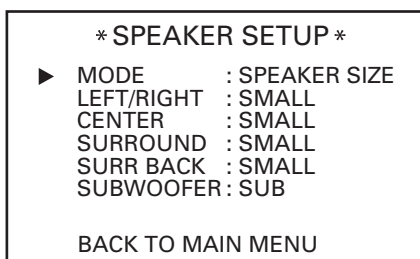 * SPEAKER SETUP *
► MODE : SPEAKER SIZE
LEFT/RIGHT : SMALL
CENTER : SMALL
SURROUND : SMALL
SURR BACK : SMALL
SUBWOOFER : SUB
BACK TO MAIN MENU